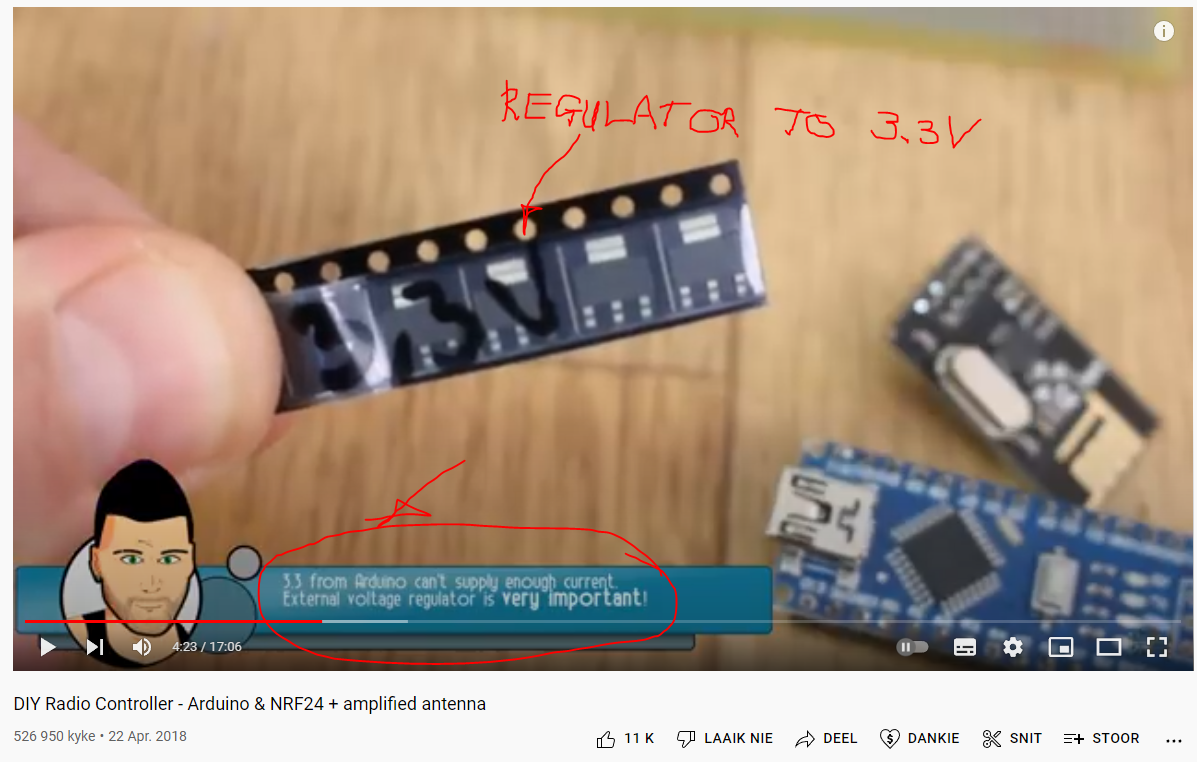 REGULATOR TO 3.3V
3.3V
3.3 from Arduino can't supply enough current.
External voltage regulator is very important!
4:23 / 17:06
DIY Radio Controller - Arduino & NRF24 + amplified antenna
526 950 kyke • 22 Apr. 2018
11 K LAAIK NIE DEEL DANKIE SNIT STOOR